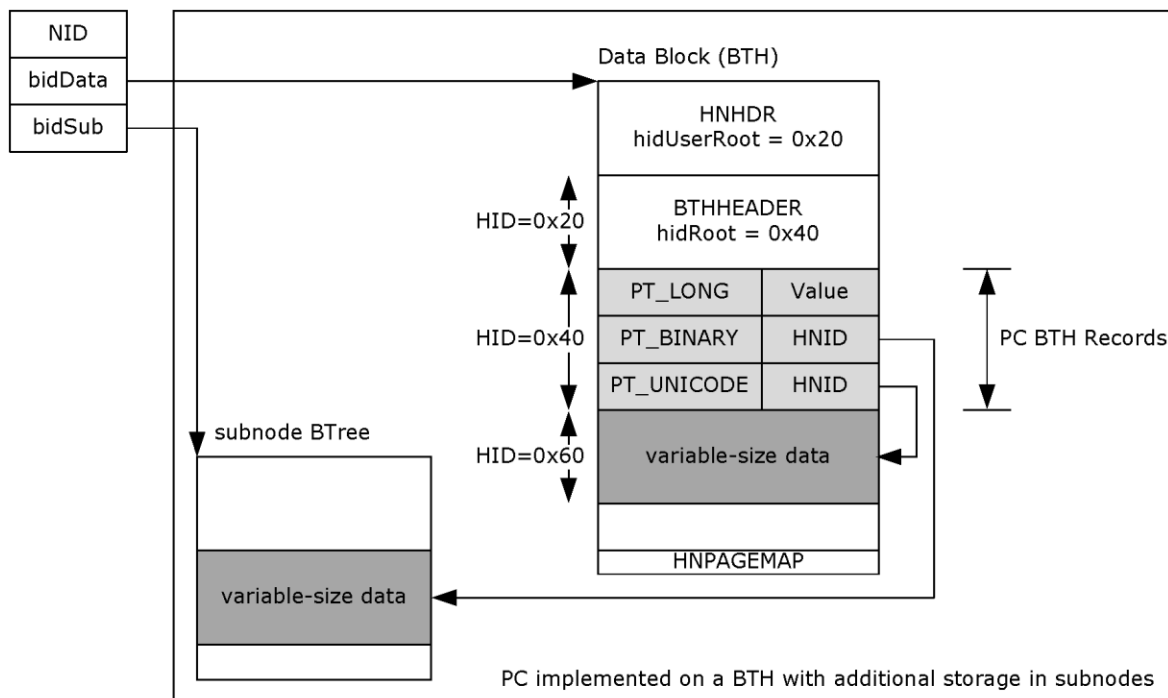 NID
bidData
bidSub
Data Block (BTH)
HNHDR
hidUserRoot = 0x20
HID=0x20
BTHHEADER
hidRoot = 0x40
HID=0x40
PT_LONG Value
PT_BINARY HNID
PT_UNICODE HNID
PC BTH Records
HID=0x60
variable-size data
HNPAGEMAP
subnode BTree
variable-size data
PC implemented on a BTH with additional storage in subnodes